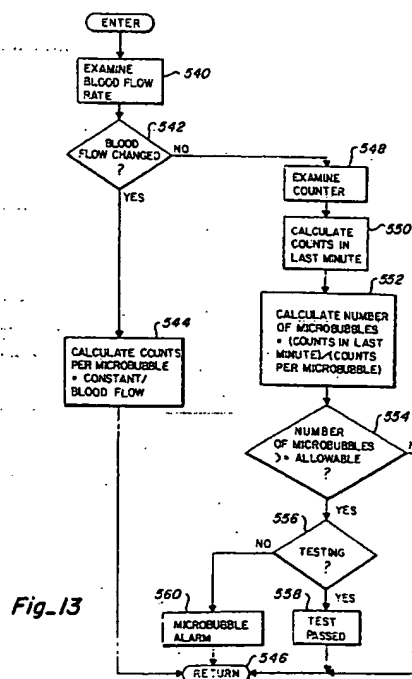 ENTER
EXAMINE
BLOOD FLOW
RATE
540
542
BLOOD
FLOW CHANGED
?
NO
YES
548
EXAMINE
COUNTER
550
CALCULATE
COUNTS IN
LAST MINUTE
552
CALCULATE NUMBER
OF MICROBUBBLES
= (COUNTS IN LAST
MINUTE)/(COUNTS
PER MICROBUBBLE)
544
CALCULATE COUNTS
PER MICROBUBBLE
= CONSTANT/
BLOOD FLOW
554
NUMBER
OF MICROBUBBLES
>= ALLOWABLE
?
YES
556
TESTING
?
NO
YES
560
MICROBUBBLE
ALARM
558
TEST
PASSED
546
RETURN
Fig_13